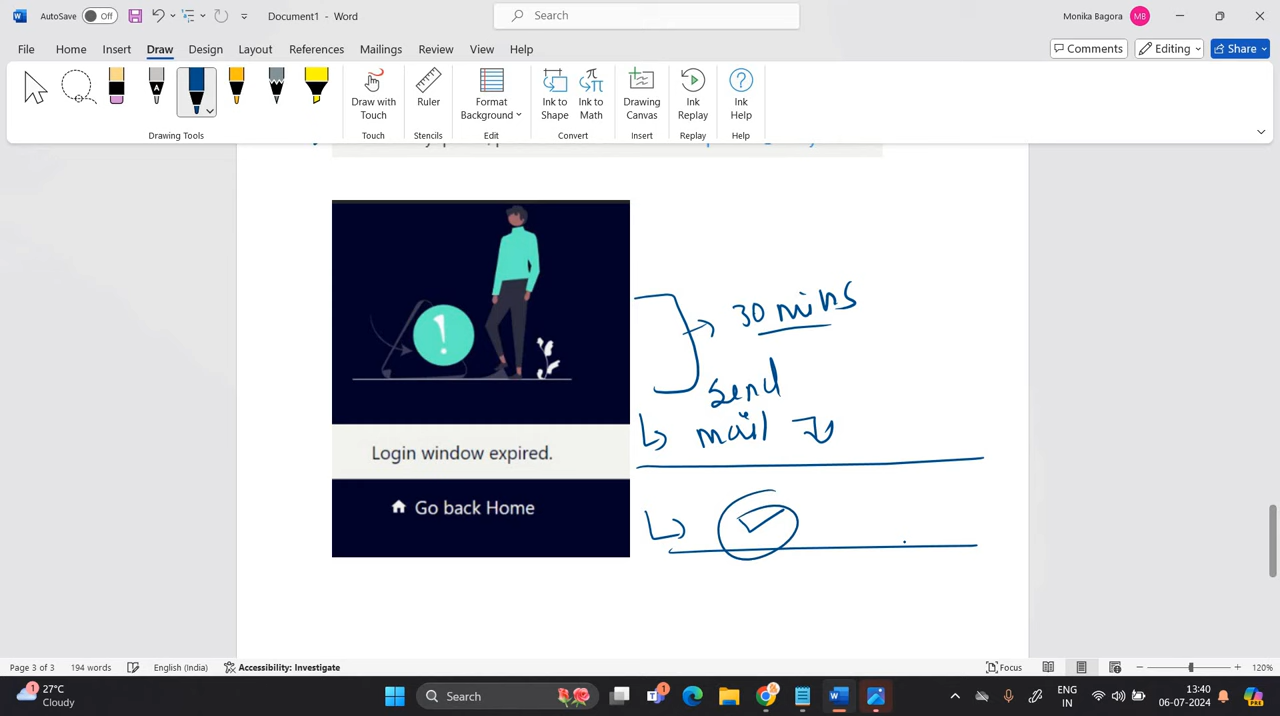 AutoSave Off Document1 - Word Search Monika Bagora MB
File Home Insert Draw Design Layout References Mailings Review View Help Comments Editing Share
Draw with Touch
Ruler
Format Background
Ink to Shape
Ink to Math
Drawing Canvas
Ink Replay
Ink Help
Drawing Tools Touch Stencils Edit Convert Insert Replay Help
30 mins
send
mail
Login window expired.
Go back Home
Page 3 of 3 194 words English (India) Accessibility: Investigate Focus 120%
1 27°C Cloudy Search 1 ENG IN 13:40 06-07-2024 PRE